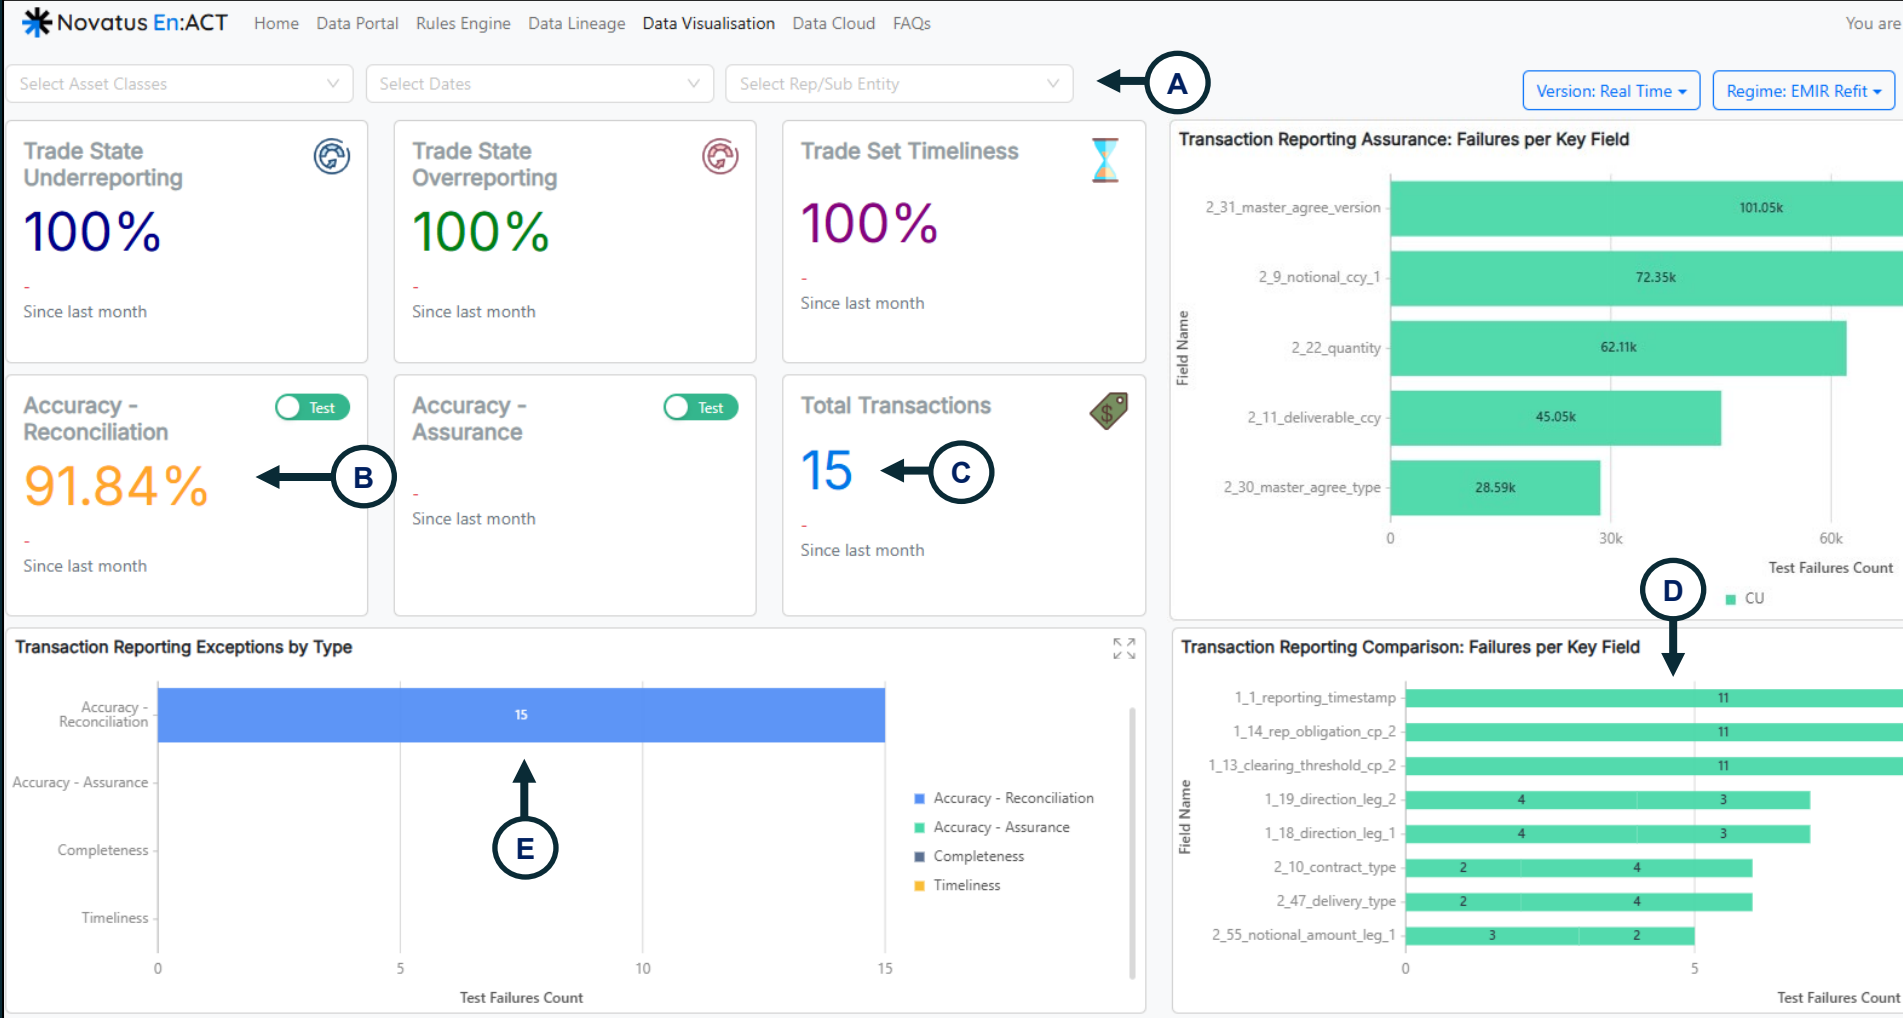 Novatus En:ACT Home Data Portal Rules Engine Data Lineage Data Visualisation Data Cloud FAQs You are
Select Asset Classes Select Dates Select Rep/Sub Entity A Version: Real Time Regime: EMIR Refit
Trade State
Underreporting
100%
-
Since last month
Trade State
Overreporting
100%
-
Since last month
Trade Set Timeliness
100%
-
Since last month
Accuracy -
Reconciliation
Test
91.84%
B
-
Since last month
Accuracy -
Assurance
Test
-
Since last month
Total Transactions
$
15
C
-
Since last month
Transaction Reporting Assurance: Failures per Key Field
Field Name
2_31_master_agree_version 101.05k
2_9_notional_ccy_1 72.35k
2_22_quantity 62.11k
2_11_deliverable_ccy 45.05k
2_30_master_agree_type 28.59k
0 30k 60k
Test Failures Count
CU
D
Transaction Reporting Exceptions by Type
Accuracy -
Reconciliation
15
Accuracy - Assurance
Completeness
Timeliness
E
0 5 10 15
Test Failures Count
Accuracy - Reconciliation
Accuracy - Assurance
Completeness
Timeliness
Transaction Reporting Comparison: Failures per Key Field
Field Name
1_1_reporting_timestamp 11
1_14_rep_obligation_cp_2 11
1_13_clearing_threshold_cp_2 11
1_19_direction_leg_2 4 3
1_18_direction_leg_1 4 3
2_10_contract_type 2 4
2_47_delivery_type 2 4
2_55_notional_amount_leg_1 3 2
0 5
Test Failures Count